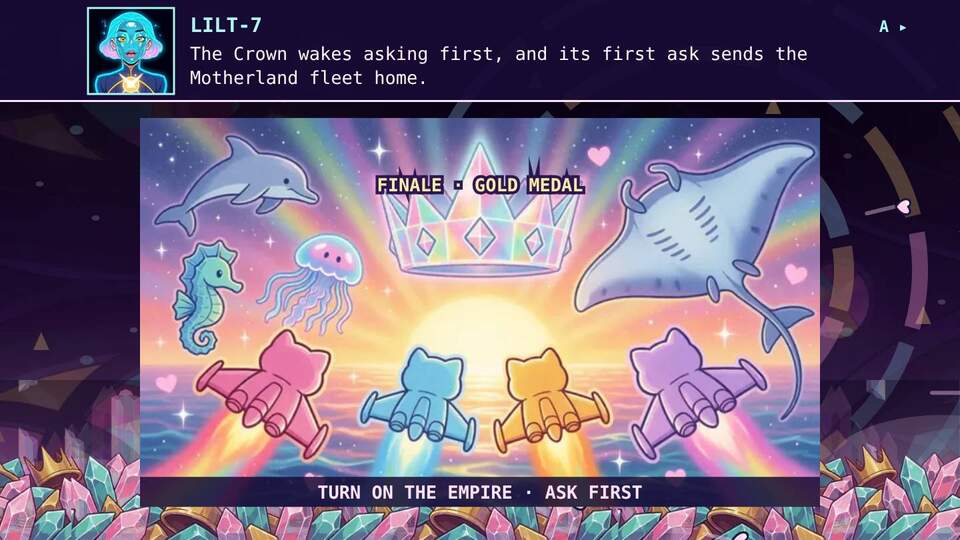 LILT-7
A ▸
The Crown wakes asking first, and its first ask sends the
Motherland fleet home.
FINALE · GOLD MEDAL
TURN ON THE EMPIRE · ASK FIRST